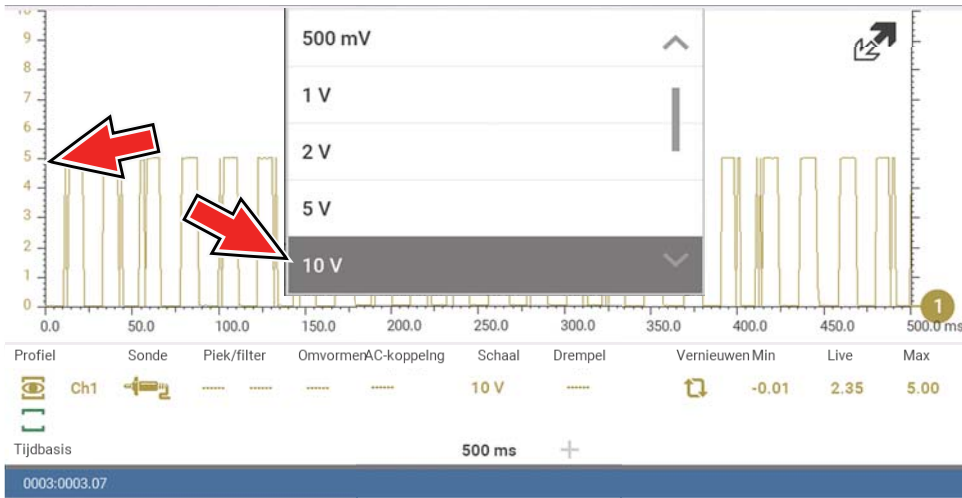 10
9
8
7
6
5
4
3
2
1
0
500 mV
1 V
2 V
5 V
10 V
1
0.0 50.0 100.0 150.0 200.0 250.0 300.0 350.0 400.0 450.0 500.0 ms
Profiel Sonde Piek/filter OmvormenAC-koppelng Schaal Drempel Vernieuwen Min Live Max
Ch1 ------ ------ ------ ------ 10 V ------ -0.01 2.35 5.00
Tijdbasis 500 ms +
0003:0003.07